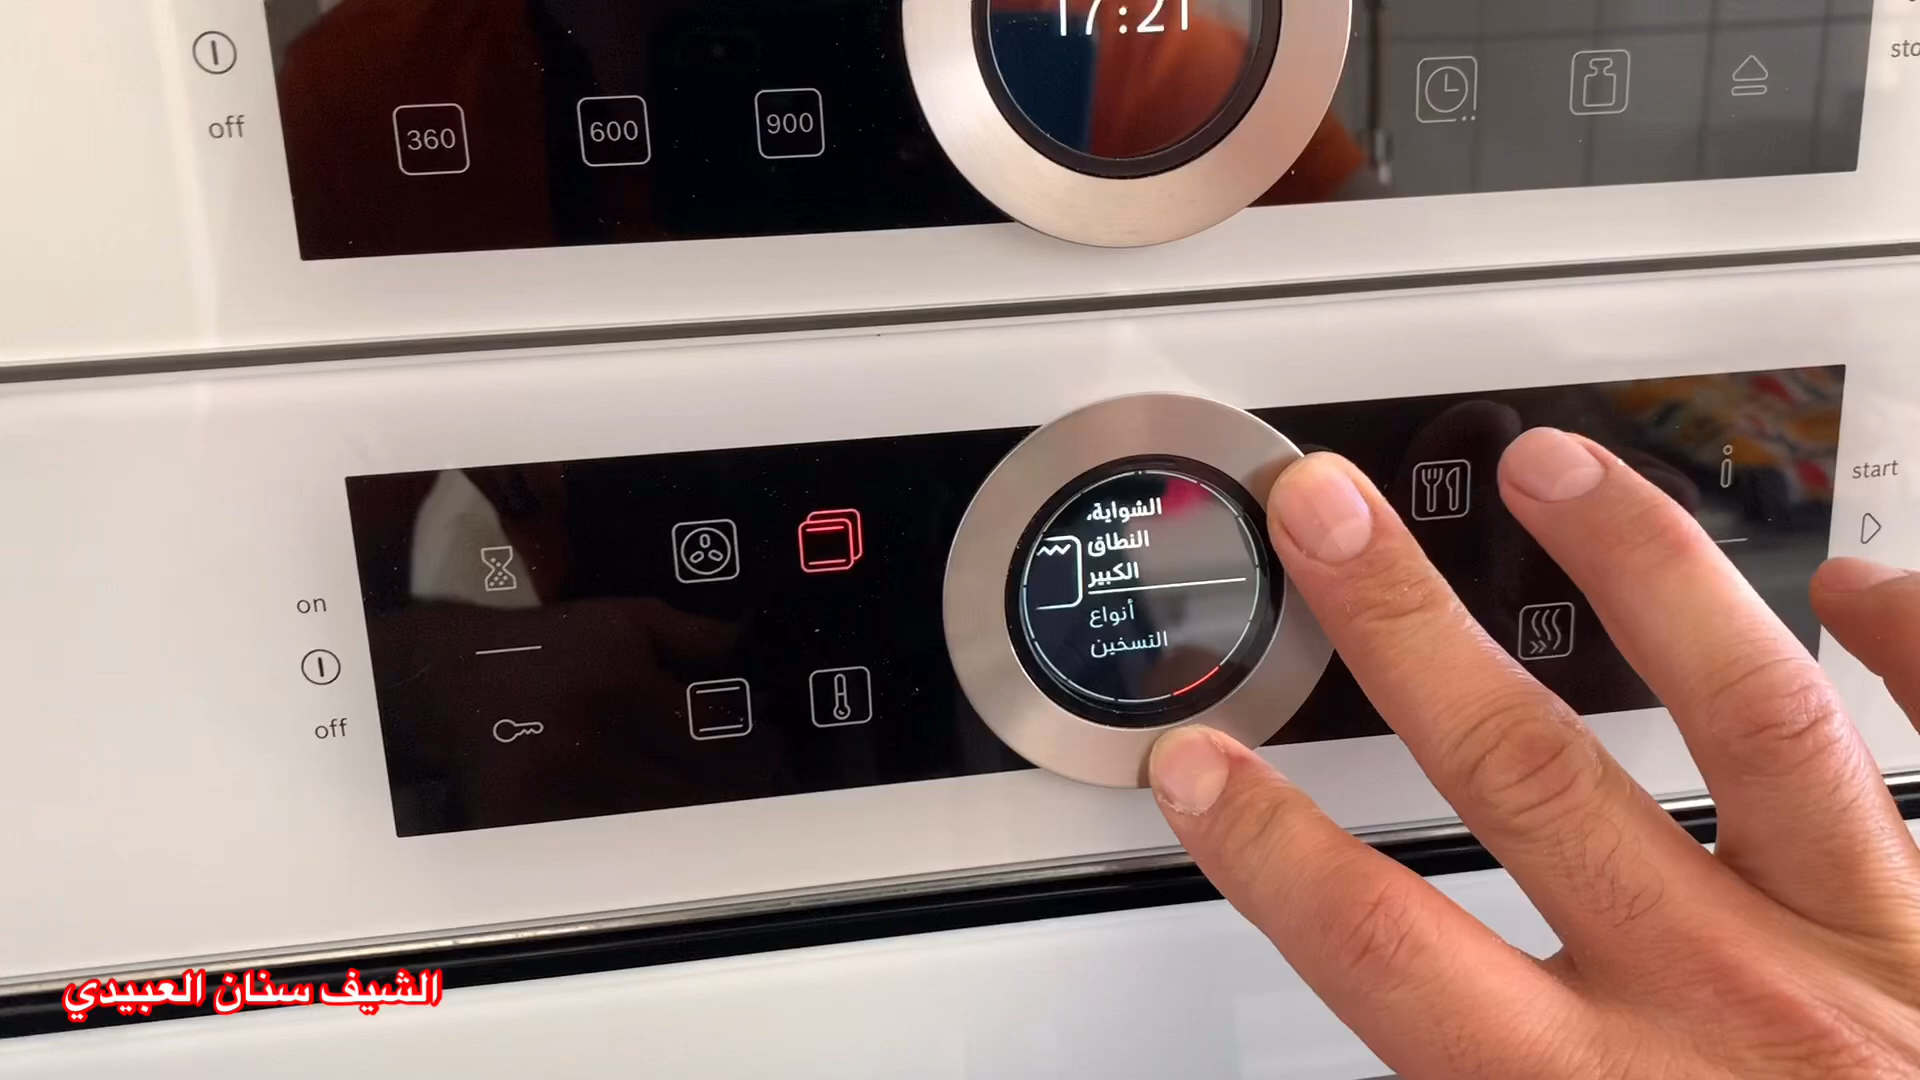 17:21
off
360
600
900
on
off
الشواية،
النطاق
الكبير
أنواع
التسخين
start
الشيف سنان العبيدي